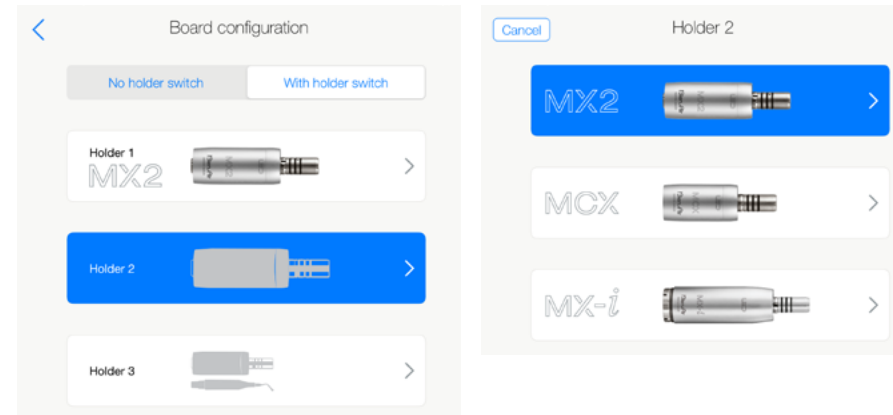 Board configuration
No holder switch
With holder switch
Holder 1
MX2
Holder 2
Holder 3
Cancel
Holder 2
MX2
MCX
MX-i